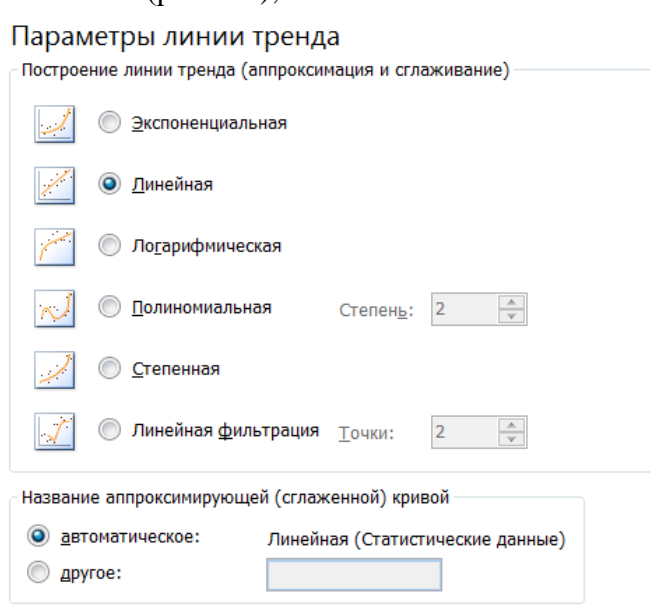 Параметры линии тренда
Построение линии тренда (аппроксимация и сглаживание)
Экспоненциальная
Линейная
Логарифмическая
Полиномиальная Степень: 2
Степенная
Линейная фильтрация Точки: 2
Название аппроксимирующей (сглаженной) кривой
автоматическое: Линейная (Статистические данные)
другое: